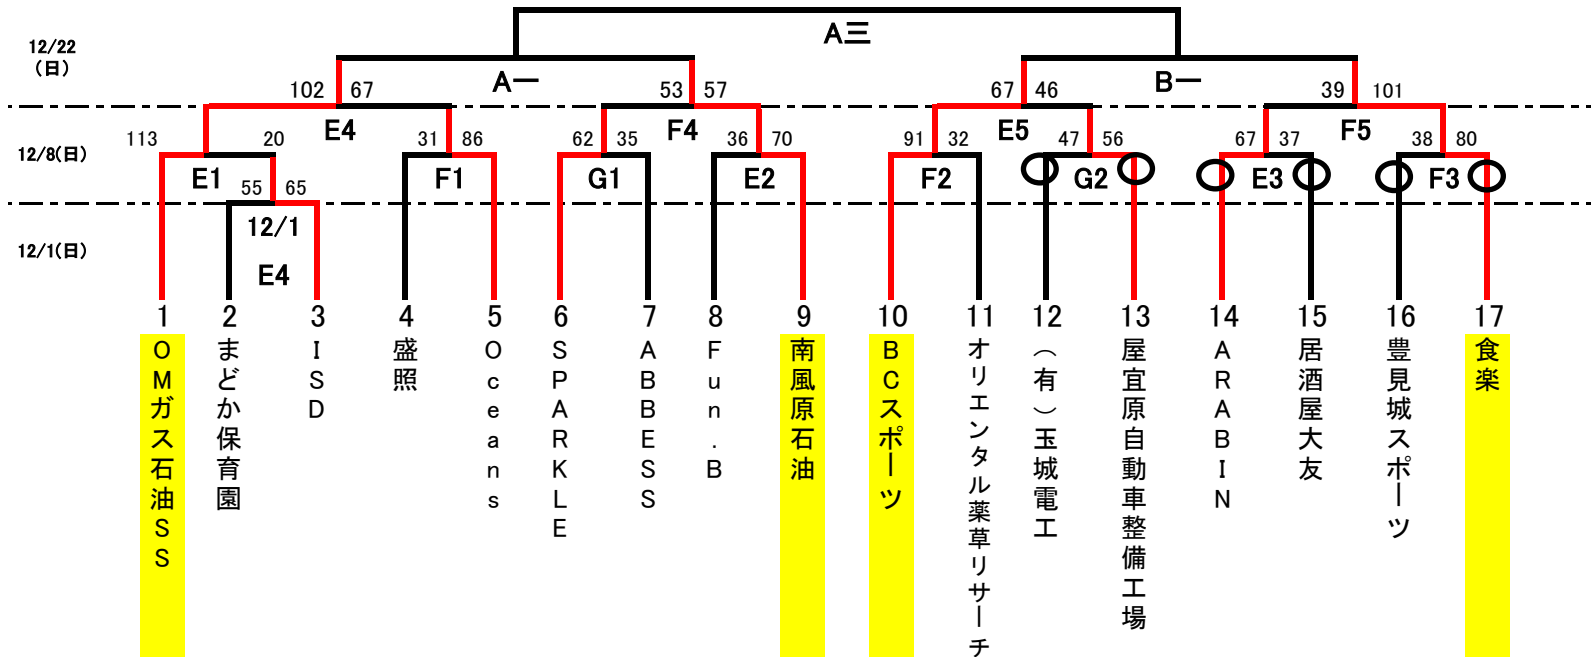 A三
12/22
(日)
A一
B一
102 67
53 57
67 46
39 101
E4
F4
E5
F5
113 20
31 86
62 35
36 70
91 32
47 56
67 37
38 80
12/8(日)
E1
F1
G1
E2
F2
G2
E3
F3
55 65
12/1
12/1(日)
E4
1
2
3
4
5
6
7
8
9
10
11
12
13
14
15
16
17
OMガス石油SS
まどか保育園
ISD
盛照
Oceans
SPARKLE
ABBESS
Fun.B
南風原石油
BCスポーツ
オリエンタル薬草リサーチ
(有)玉城電工
屋宜原自動車整備工場
ARABIN
居酒屋大友
豊見城スポーツ
食楽